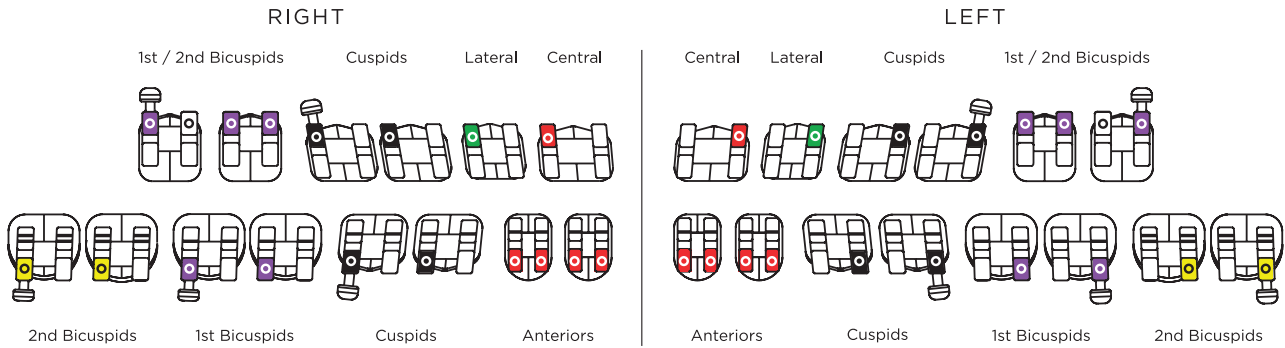 RIGHT LEFT
1st / 2nd Bicuspids Cuspids Lateral Central Central Lateral Cuspids 1st / 2nd Bicuspids
2nd Bicuspids 1st Bicuspids Cuspids Anteriors Anteriors Cuspids 1st Bicuspids 2nd Bicuspids